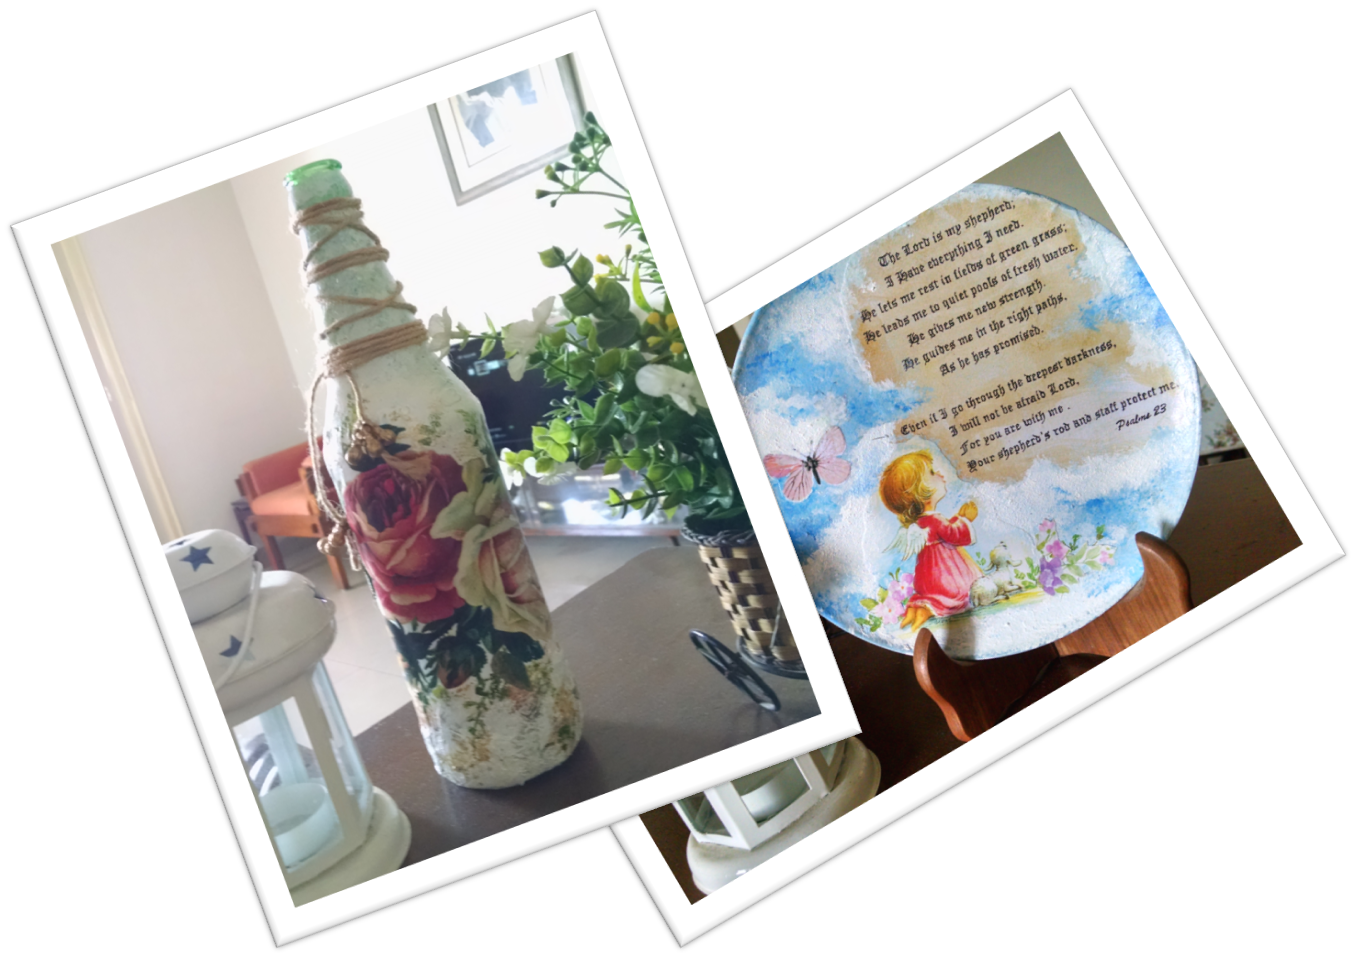 The Lord is my shepherd;
I Have everything I need.
He lets me rest in fields of green grass;
He leads me to quiet pools of fresh water.
He gives me new strength.
He guides me in the right paths,
As he has promised.
Even if I go through the deepest darkness,
I will not be afraid Lord,
For you are with me .
Your shepherd's rod and staff protect me.
Psalms 23